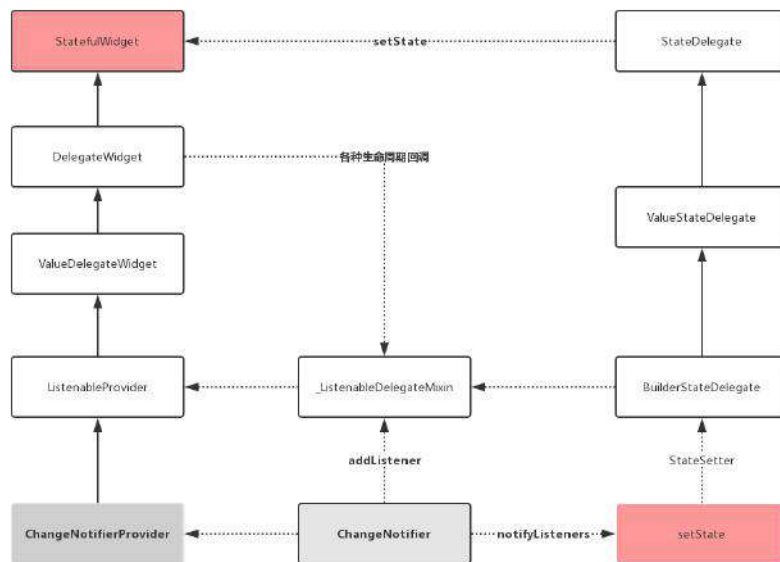 StatefulWidget
setState
StateDelegate
DelegateWidget
各种生命周期回调
ValueStateDelegate
ValueDelegateWidget
ListenableProvider
_ListenableDelegateMixin
BuilderStateDelegate
addListener
StateSetter
ChangeNotifierProvider
ChangeNotifier
notifyListeners
setState